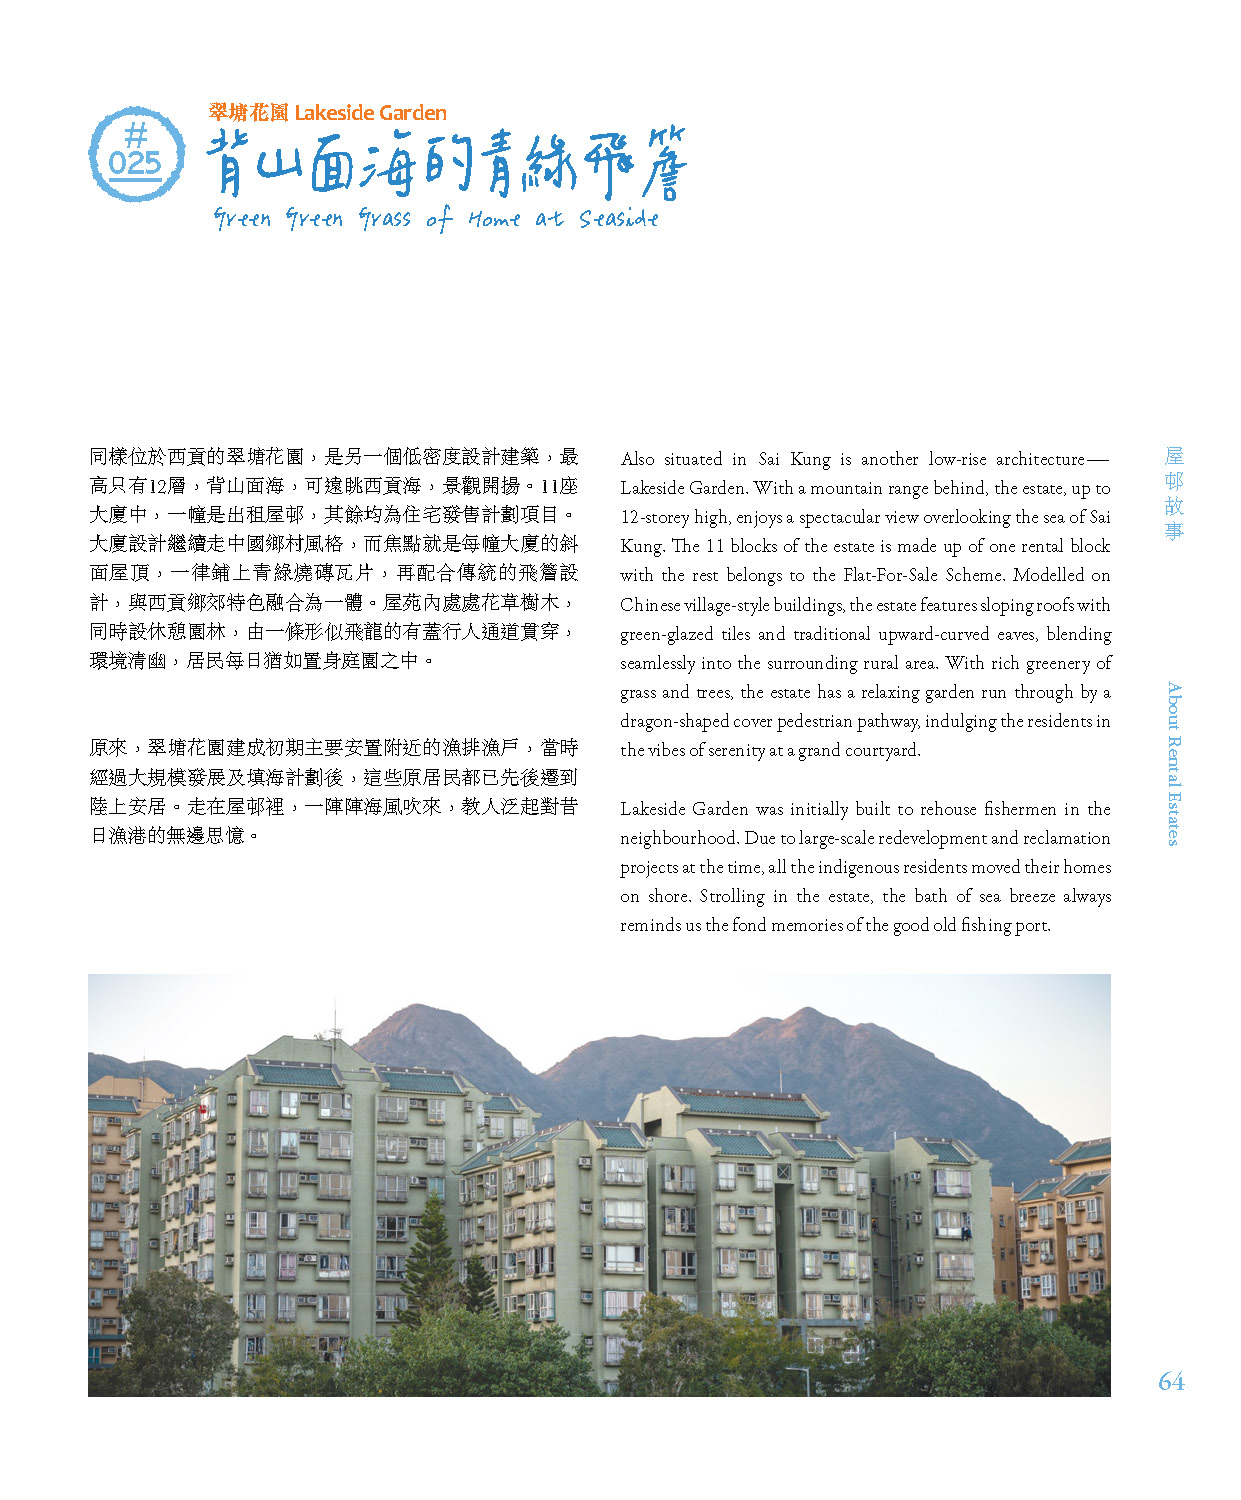 #
025
翠塘花園 Lakeside Garden
背山面海的青綠飛簷
Green Green Grass of Home at Seaside
同樣位於西貢的翠塘花園，是另一個低密度設計建築，最
高只有12層，背山面海，可遠眺西貢海，景觀開揚。11座
大廈中，一幢是出租屋邨，其餘均為住宅發售計劃項目。
大廈設計繼續走中國鄉村風格，而焦點就是每幢大廈的斜
面屋頂，一律鋪上青綠燒磚瓦片，再配合傳統的飛簷設
計，與西貢鄉郊特色融合為一體。屋苑內處處花草樹木，
同時設休憩園林，由一條形似飛龍的有蓋行人通道貫穿，
環境清幽，居民每日猶如置身庭園之中。
原來，翠塘花園建成初期主要安置附近的漁排漁戶，當時
經過大規模發展及填海計劃後，這些原居民都已先後遷到
陸上安居。走在屋邨裡，一陣陣海風吹來，教人泛起對昔
日漁港的無邊思憶。
Also situated in Sai Kung is another low-rise architecture—
Lakeside Garden. With a mountain range behind, the estate, up to
12-storey high, enjoys a spectacular view overlooking the sea of Sai
Kung. The 11 blocks of the estate is made up of one rental block
with the rest belongs to the Flat-For-Sale Scheme. Modelled on
Chinese village-style buildings, the estate features sloping roofs with
green-glazed tiles and traditional upward-curved eaves, blending
seamlessly into the surrounding rural area. With rich greenery of
grass and trees, the estate has a relaxing garden run through by a
dragon-shaped cover pedestrian pathway, indulging the residents in
the vibes of serenity at a grand courtyard.
Lakeside Garden was initially built to rehouse fishermen in the
neighbourhood. Due to large-scale redevelopment and reclamation
projects at the time, all the indigenous residents moved their homes
on shore. Strolling in the estate, the bath of sea breeze always
reminds us the fond memories of the good old fishing port.
屋邨故事
About Rental Estates
64